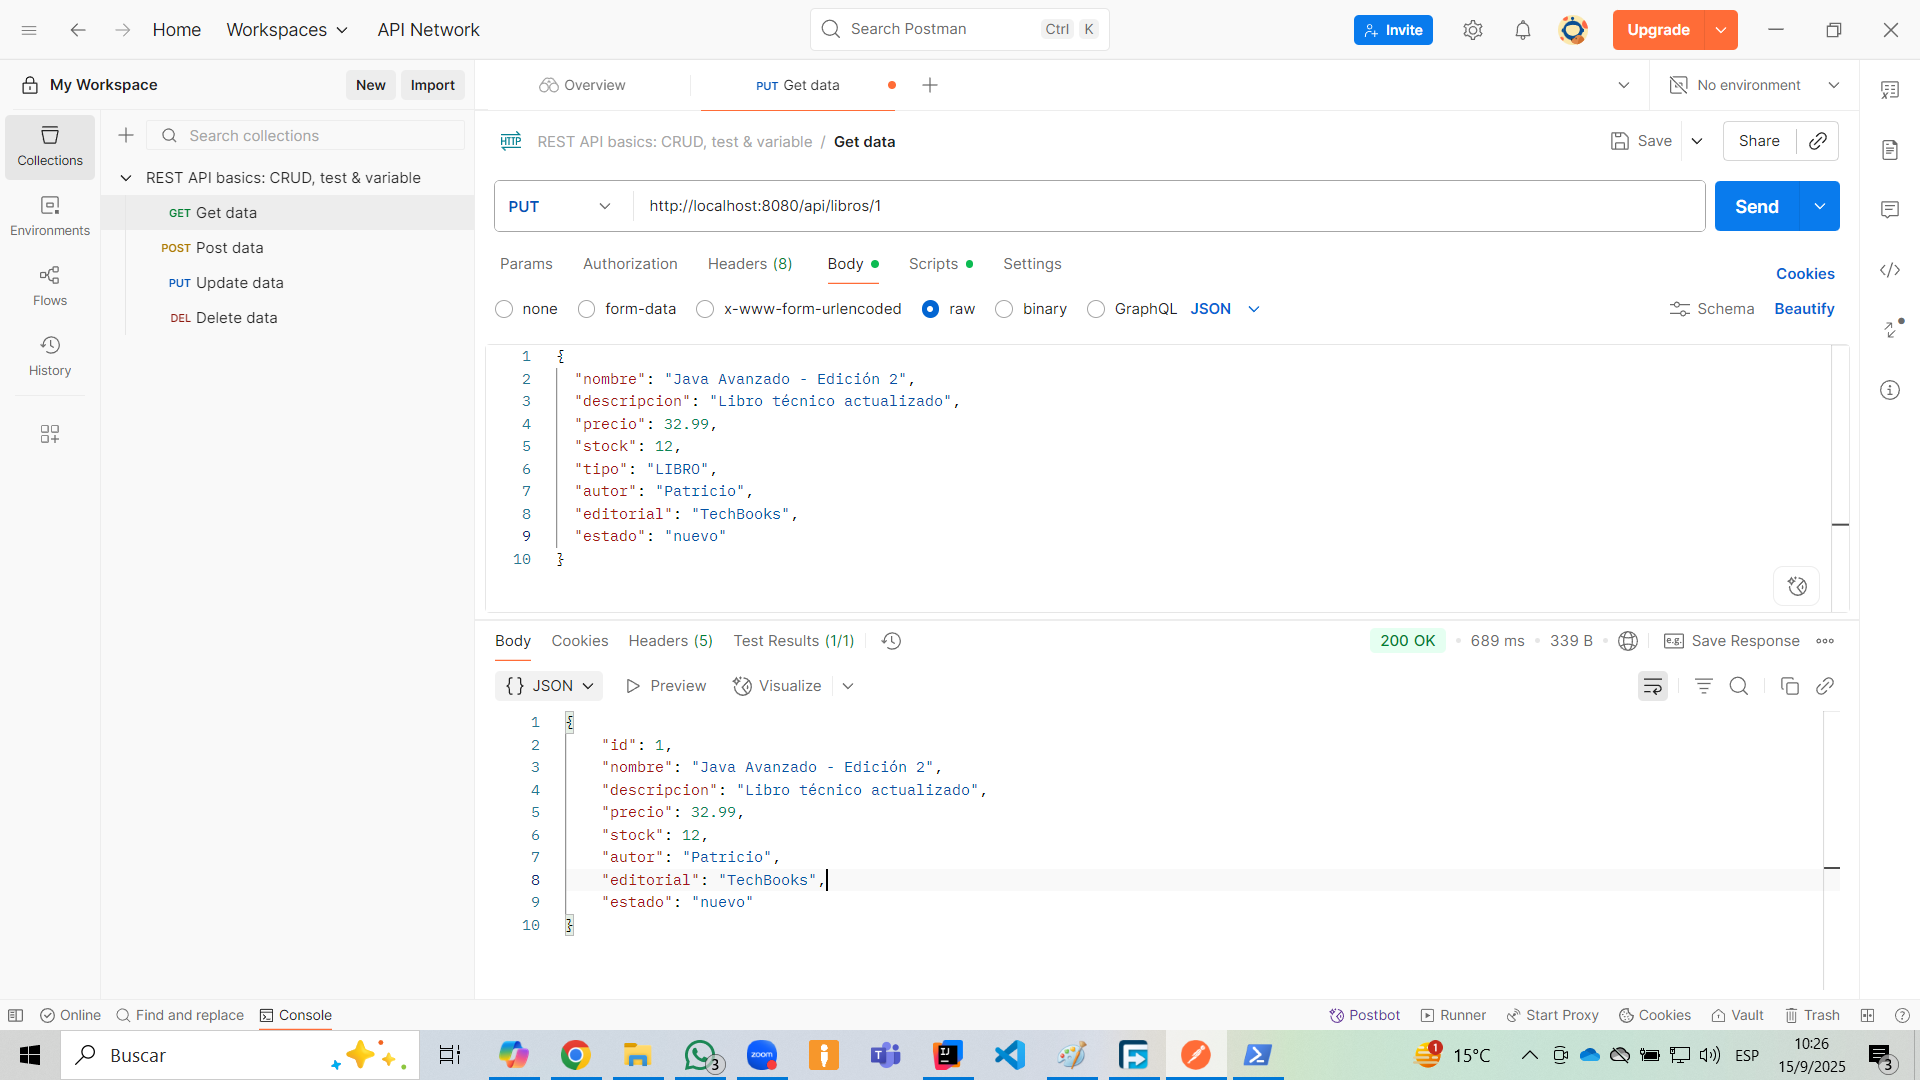 Home
Workspaces
API Network
Search Postman
Ctrl K
Invite
Upgrade
My Workspace
New
Import
Overview
PUT Get data
No environment
Collections
Search collections
REST API basics: CRUD, test & variable / Get data
Save
Share
REST API basics: CRUD, test & variable
GET Get data
POST Post data
PUT Update data
DEL Delete data
Environments
Flows
History
HTTP
PUT
http://localhost:8080/api/libros/1
Send
Params
Authorization
Headers (8)
Body
Scripts
Settings
Cookies
none
form-data
x-www-form-urlencoded
raw
binary
GraphQL
JSON
Schema
Beautify
1 {
2 "nombre": "Java Avanzado - Edición 2",
3 "descripcion": "Libro técnico actualizado",
4 "precio": 32.99,
5 "stock": 12,
6 "tipo": "LIBRO",
7 "autor": "Patricio",
8 "editorial": "TechBooks",
9 "estado": "nuevo"
10 }
Body
Cookies
Headers (5)
Test Results (1/1)
200 OK
689 ms
339 B
e.g. Save Response
{} JSON
Preview
Visualize
1 {
2 "id": 1,
3 "nombre": "Java Avanzado - Edición 2",
4 "descripcion": "Libro técnico actualizado",
5 "precio": 32.99,
6 "stock": 12,
7 "autor": "Patricio",
8 "editorial": "TechBooks",
9 "estado": "nuevo"
10 }
Online
Find and replace
Console
Postbot
Runner
Start Proxy
Cookies
Vault
Trash
Buscar
3
zoom
IJ
1
15°C
ESP
10:26
15/9/2025
3